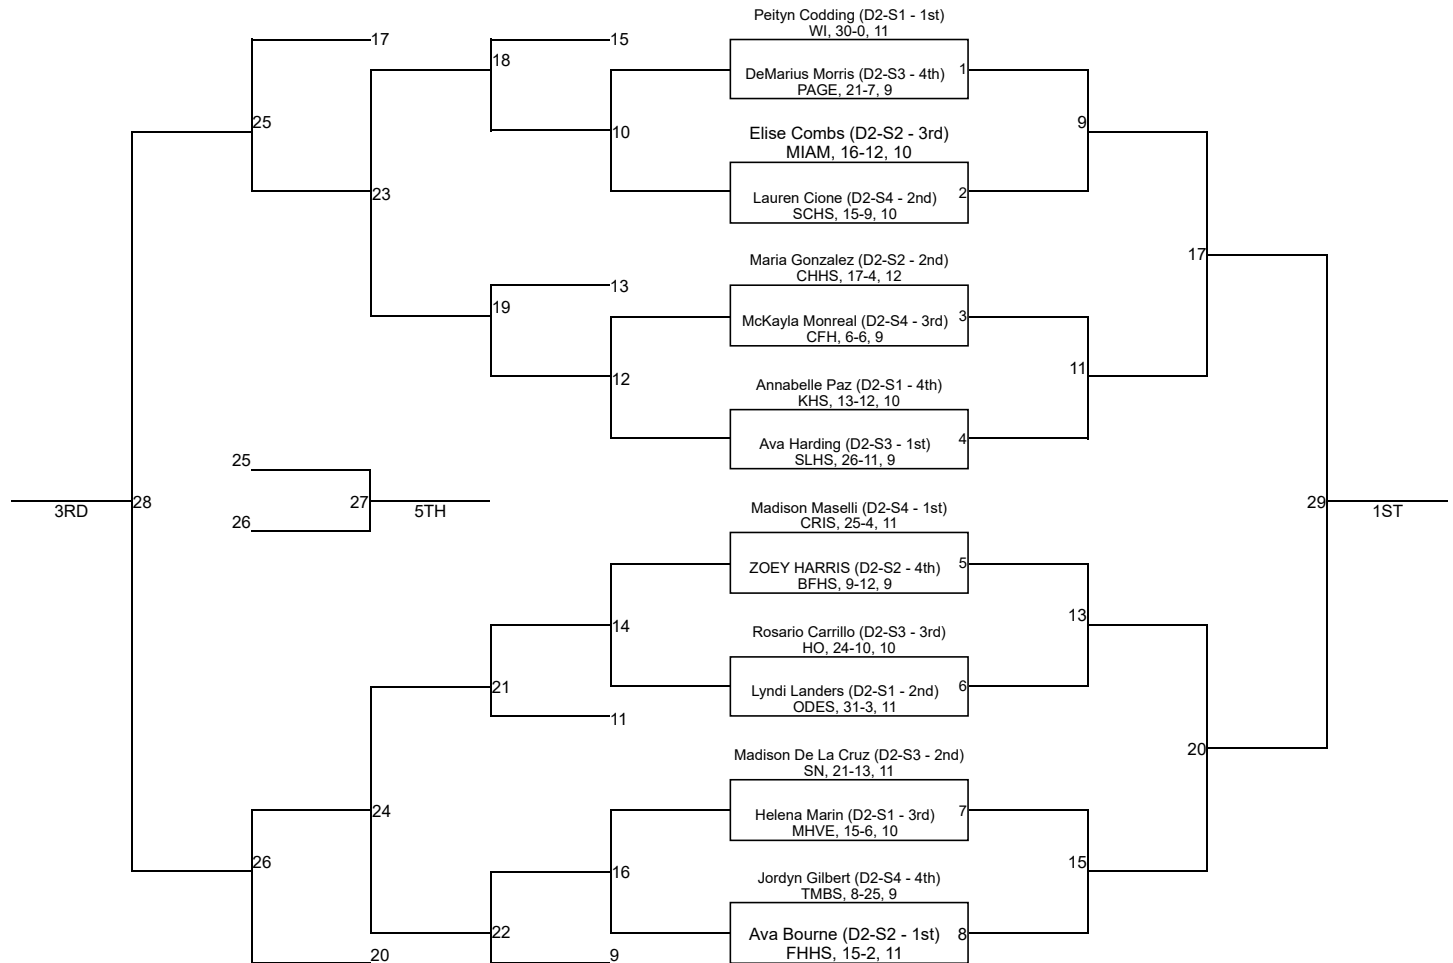 Peityn Codding (D2-S1 - 1st)
WI, 30-0, 11
17
15
18
DeMarius Morris (D2-S3 - 4th)
1
PAGE, 21-7, 9
25
10
9
Elise Combs (D2-S2 - 3rd)
MIAM, 16-12, 10
23
Lauren Cione (D2-S4 - 2nd)
2
SCHS, 15-9, 10
17
Maria Gonzalez (D2-S2 - 2nd)
CHHS, 17-4, 12
13
19
McKayla Monreal (D2-S4 - 3rd)
3
CFH, 6-6, 9
12
11
Annabelle Paz (D2-S1 - 4th)
KHS, 13-12, 10
Ava Harding (D2-S3 - 1st)
4
SLHS, 26-11, 9
25
28
27
29
3RD
5TH
1ST
26
Madison Maselli (D2-S4 - 1st)
CRIS, 25-4, 11
ZOEY HARRIS (D2-S2 - 4th)
5
BFHS, 9-12, 9
14
13
Rosario Carrillo (D2-S3 - 3rd)
HO, 24-10, 10
21
Lyndi Landers (D2-S1 - 2nd)
6
ODES, 31-3, 11
11
20
Madison De La Cruz (D2-S3 - 2nd)
SN, 21-13, 11
24
Helena Marin (D2-S1 - 3rd)
7
MHVE, 15-6, 10
26
16
15
Jordyn Gilbert (D2-S4 - 4th)
TMBS, 8-25, 9
22
Ava Bourne (D2-S2 - 1st)
8
FHHS, 15-2, 11
20
9